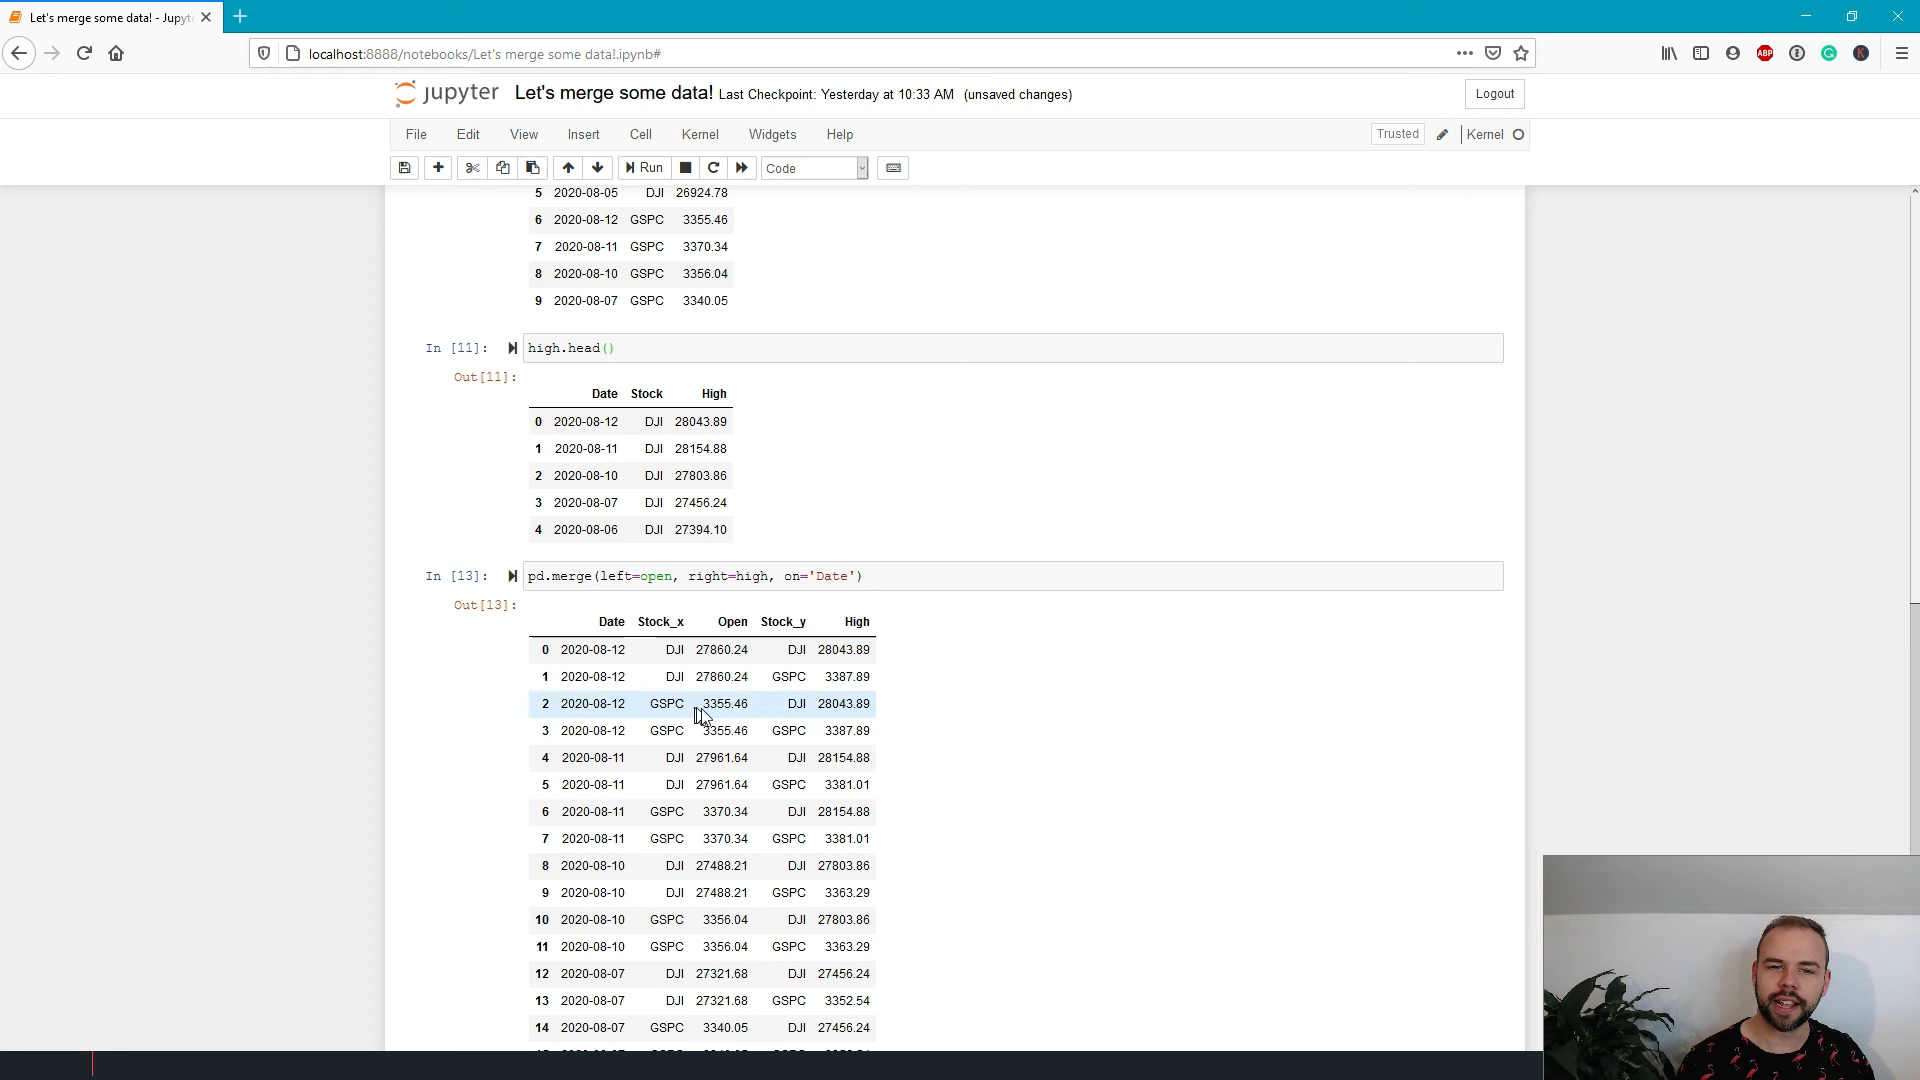 Let's merge some data! - Jupyt
localhost:8888/notebooks/Let's merge some data!.ipynb#
ABP
K
jupyter Let's merge some data! Last Checkpoint: Yesterday at 10:33 AM (unsaved changes)
Logout
File Edit View Insert Cell Kernel Widgets Help
Trusted Kernel
Run Code
5 2020-08-05 DJI 26924.78
6 2020-08-12 GSPC 3355.46
7 2020-08-11 GSPC 3370.34
8 2020-08-10 GSPC 3356.04
9 2020-08-07 GSPC 3340.05
In [11]: high.head()
Out[11]:
Date Stock High
0 2020-08-12 DJI 28043.89
1 2020-08-11 DJI 28154.88
2 2020-08-10 DJI 27803.86
3 2020-08-07 DJI 27456.24
4 2020-08-06 DJI 27394.10
In [13]: pd.merge(left=open, right=high, on='Date')
Out[13]:
Date Stock_x Open Stock_y High
0 2020-08-12 DJI 27860.24 DJI 28043.89
1 2020-08-12 DJI 27860.24 GSPC 3387.89
2 2020-08-12 GSPC 3355.46 DJI 28043.89
3 2020-08-12 GSPC 3355.46 GSPC 3387.89
4 2020-08-11 DJI 27961.64 DJI 28154.88
5 2020-08-11 DJI 27961.64 GSPC 3381.01
6 2020-08-11 GSPC 3370.34 DJI 28154.88
7 2020-08-11 GSPC 3370.34 GSPC 3381.01
8 2020-08-10 DJI 27488.21 DJI 27803.86
9 2020-08-10 DJI 27488.21 GSPC 3363.29
10 2020-08-10 GSPC 3356.04 DJI 27803.86
11 2020-08-10 GSPC 3356.04 GSPC 3363.29
12 2020-08-07 DJI 27321.68 DJI 27456.24
13 2020-08-07 DJI 27321.68 GSPC 3352.54
14 2020-08-07 GSPC 3340.05 DJI 27456.24